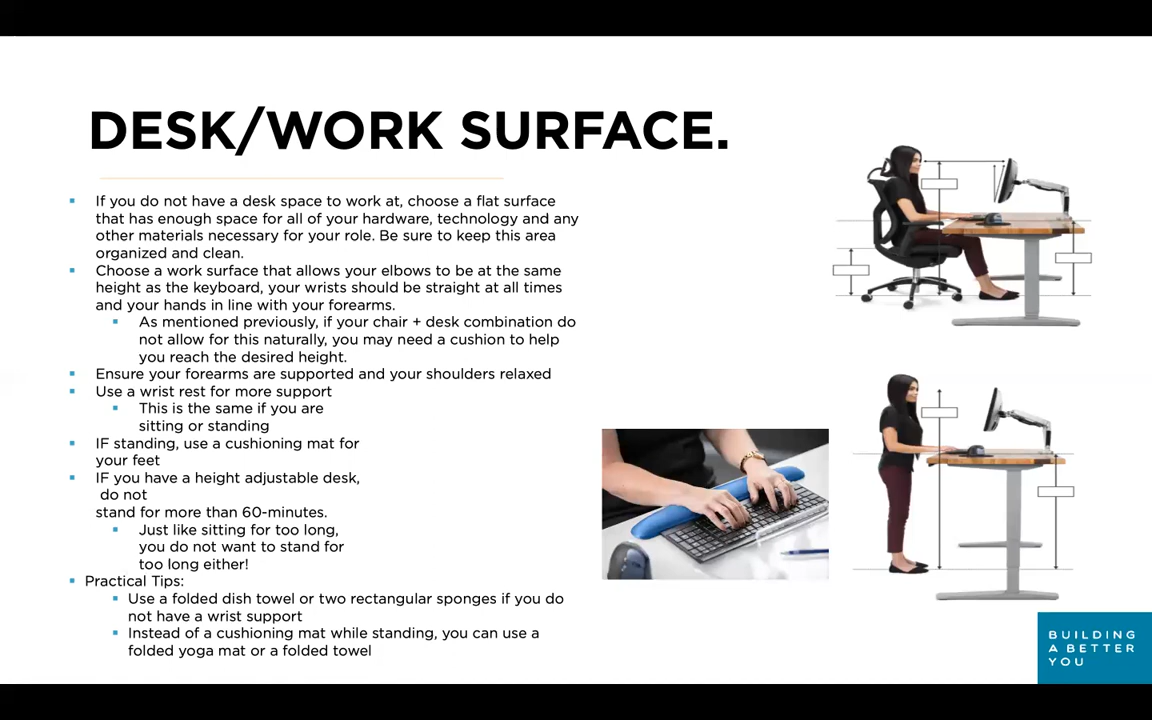 DESK/WORK SURFACE.
If you do not have a desk space to work at, choose a flat surface
that has enough space for all of your hardware, technology and any
other materials necessary for your role. Be sure to keep this area
organized and clean.
Choose a work surface that allows your elbows to be at the same
height as the keyboard, your wrists should be straight at all times
and your hands in line with your forearms.
As mentioned previously, if your chair + desk combination do
not allow for this naturally, you may need a cushion to help
you reach the desired height.
Ensure your forearms are supported and your shoulders relaxed
Use a wrist rest for more support
This is the same if you are
sitting or standing
IF standing, use a cushioning mat for
your feet
IF you have a height adjustable desk,
do not
stand for more than 60-minutes.
Just like sitting for too long,
you do not want to stand for
too long either!
Practical Tips:
Use a folded dish towel or two rectangular sponges if you do
not have a wrist support
Instead of a cushioning mat while standing, you can use a
folded yoga mat or a folded towel
BUILDING
A BETTER
YOU